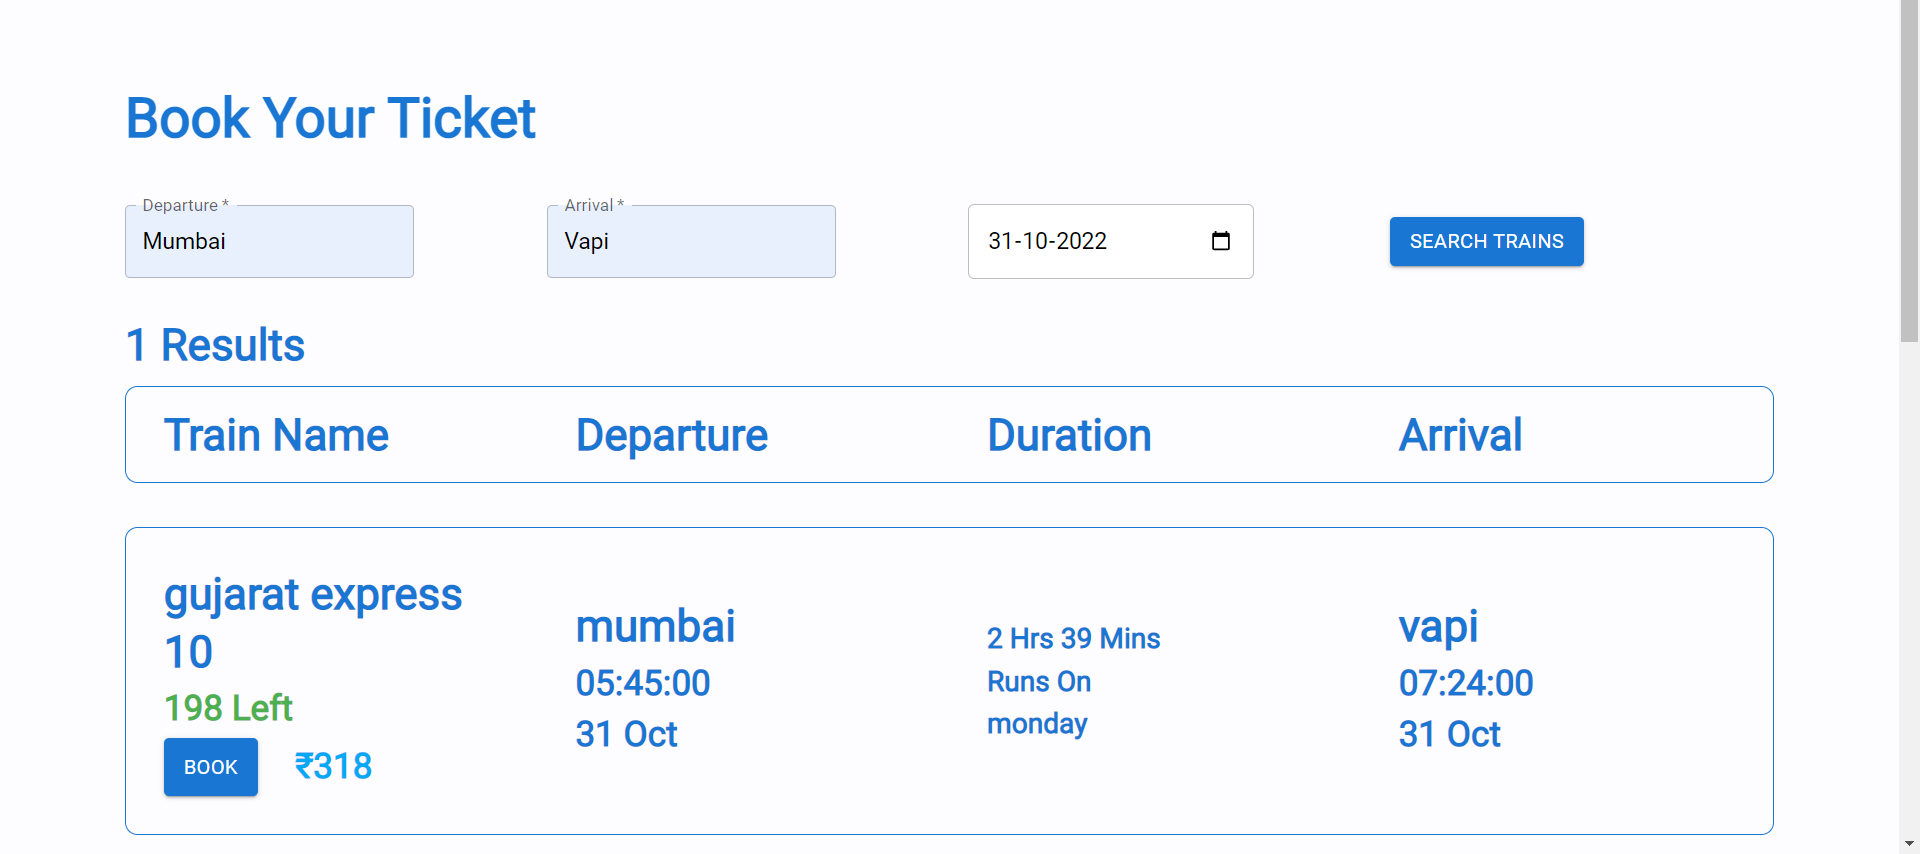 Book Your Ticket
Departure *
Mumbai
Arrival *
Vapi
31-10-2022
SEARCH TRAINS
1 Results
Train Name
Departure
Duration
Arrival
gujarat express
10
198 Left
BOOK
₹318
mumbai
05:45:00
31 Oct
2 Hrs 39 Mins
Runs On
monday
vapi
07:24:00
31 Oct